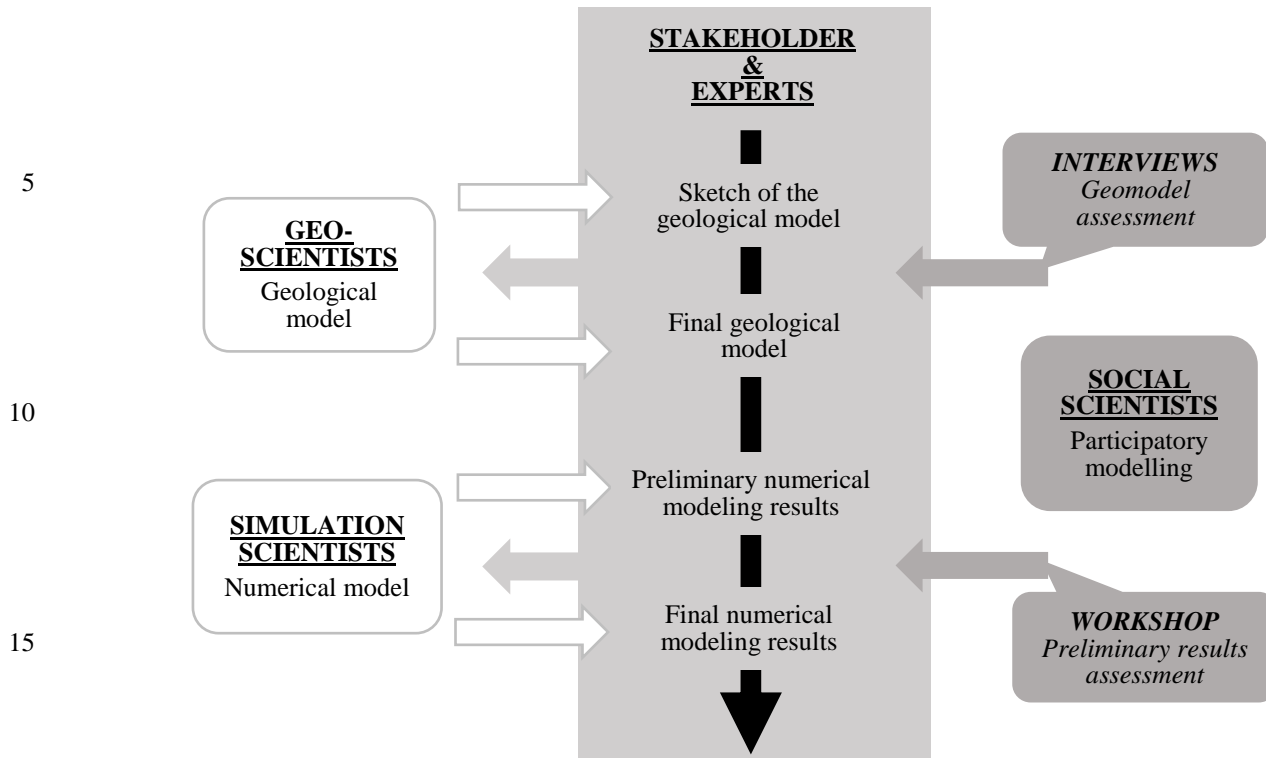 STAKEHOLDER
&
EXPERTS
INTERVIEWS
Geomodel
assessment
5
Sketch of the
geological model
GEO-
SCIENTISTS
Geological
model
Final geological
model
SOCIAL
SCIENTISTS
Participatory
modelling
10
Preliminary numerical
modeling results
SIMULATION
SCIENTISTS
Numerical model
Final numerical
modeling results
15
WORKSHOP
Preliminary results
assessment